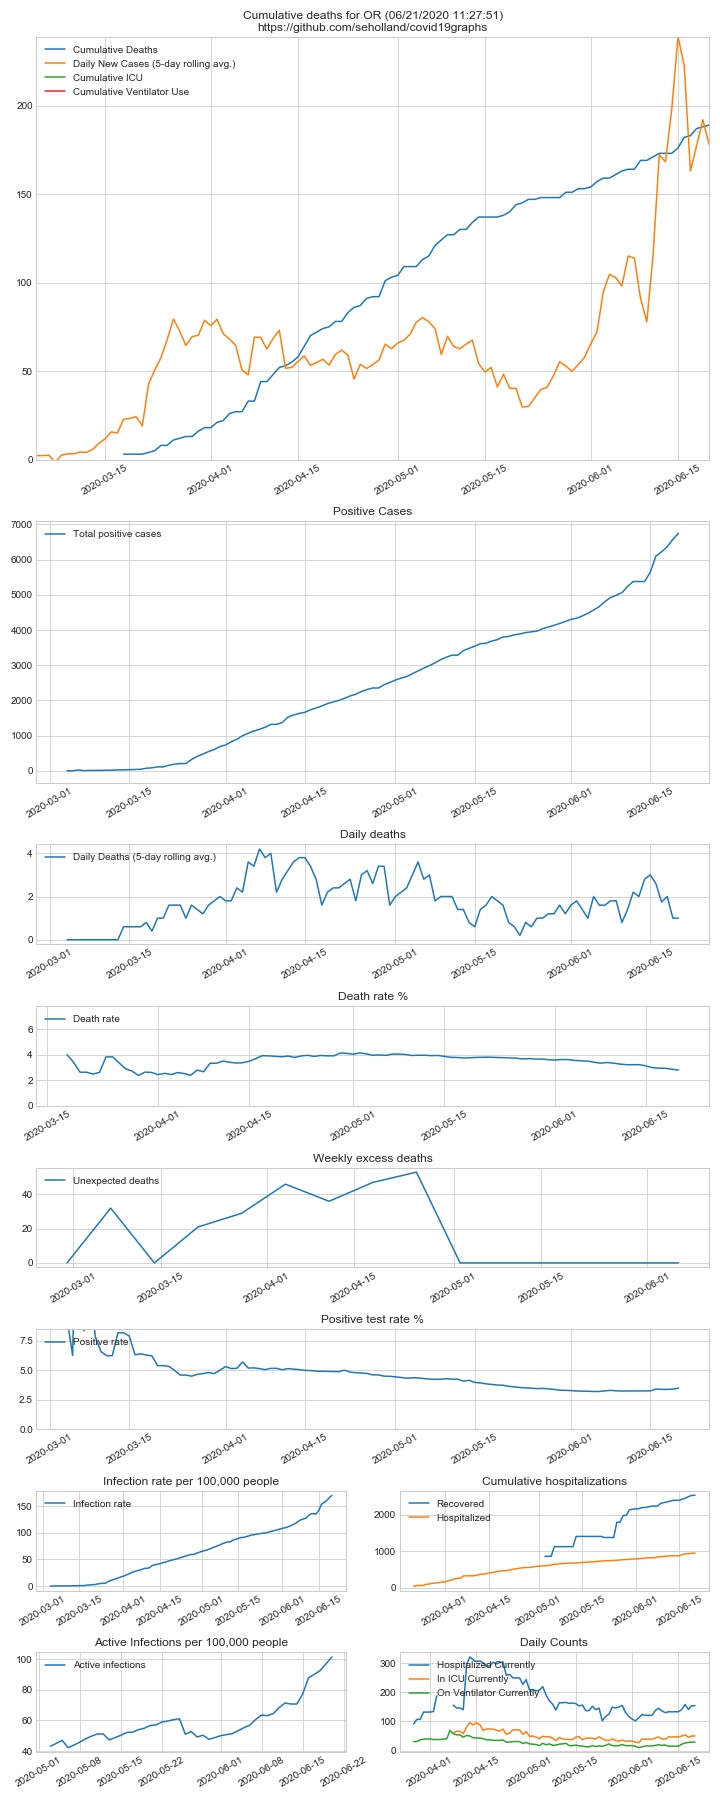 Cumulative deaths for OR (06/21/2020 11:27:51)
https://github.com/seholland/covid19graphs
Cumulative Deaths
Daily New Cases (5-day rolling avg.)
Cumulative ICU
Cumulative Ventilator Use
200
150
100
50
0
2020-03-15 2020-04-01 2020-04-15 2020-05-01 2020-05-15 2020-06-01 2020-06-15
Positive Cases
Total positive cases
7000
6000
5000
4000
3000
2000
1000
0
2020-03-01 2020-03-15 2020-04-01 2020-04-15 2020-05-01 2020-05-15 2020-06-01 2020-06-15
Daily deaths
Daily Deaths (5-day rolling avg.)
4
2
0
2020-03-01 2020-03-15 2020-04-01 2020-04-15 2020-05-01 2020-05-15 2020-06-01 2020-06-15
Death rate %
Death rate
6
4
2
0
2020-03-15 2020-04-01 2020-04-15 2020-05-01 2020-05-15 2020-06-01 2020-06-15
Weekly excess deaths
Unexpected deaths
40
20
0
2020-03-01 2020-03-15 2020-04-01 2020-04-15 2020-05-01 2020-05-15 2020-06-01
Positive test rate %
Positive rate
7.5
5.0
2.5
0.0
2020-03-01 2020-03-15 2020-04-01 2020-04-15 2020-05-01 2020-05-15 2020-06-01 2020-06-15
Infection rate per 100,000 people
Infection rate
150
100
50
0
2020-03-01 2020-03-15 2020-04-01 2020-04-15 2020-05-01 2020-05-15 2020-06-01 2020-06-15
Cumulative hospitalizations
Recovered
Hospitalized
2000
1000
0
2020-04-01 2020-04-15 2020-05-01 2020-05-15 2020-06-01 2020-06-15
Active Infections per 100,000 people
Active infections
100
80
60
40
2020-05-01 2020-05-08 2020-05-15 2020-05-22 2020-06-01 2020-06-08 2020-06-15 2020-06-22
Daily Counts
Hospitalized Currently
In ICU Currently
On Ventilator Currently
300
200
100
0
2020-04-01 2020-04-15 2020-05-01 2020-05-15 2020-06-01 2020-06-15